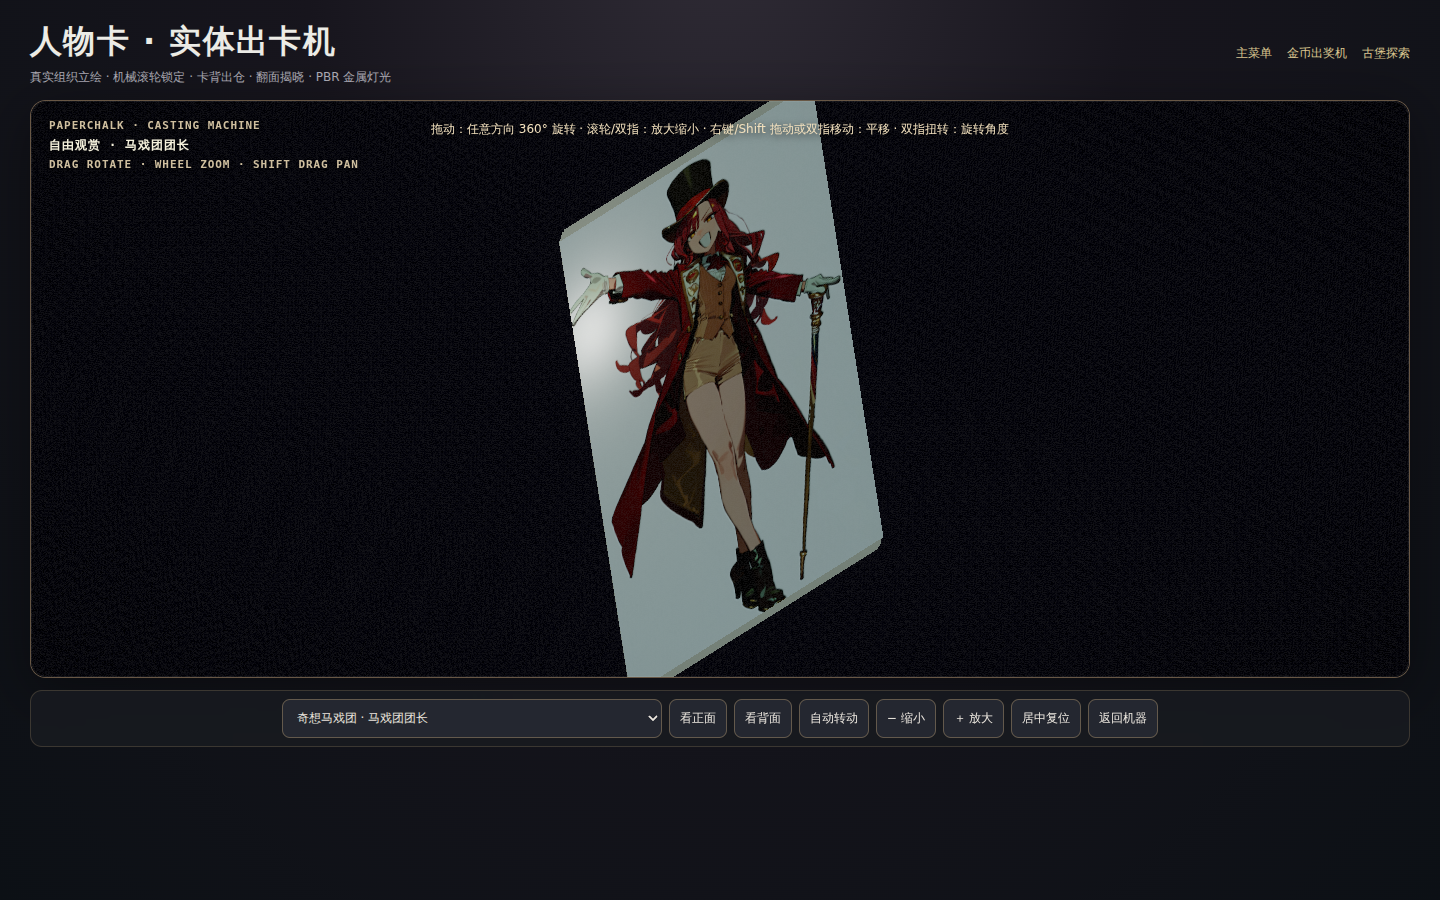 人物卡 · 实体出卡机
真实组织立绘 · 机械滚轮锁定 · 卡背出仓 · 翻面揭晓 · PBR 金属灯光
主菜单 金币出奖机 古堡探索
PAPERCHALK · CASTING MACHINE
自由观赏 · 马戏团团长
DRAG ROTATE · WHEEL ZOOM · SHIFT DRAG PAN
拖动：任意方向 360° 旋转 · 滚轮/双指：放大缩小 · 右键/Shift 拖动或双指移动：平移 · 双指扭转：旋转角度
奇想马戏团 · 马戏团团长
看正面
看背面
自动转动
− 缩小
+ 放大
居中复位
返回机器